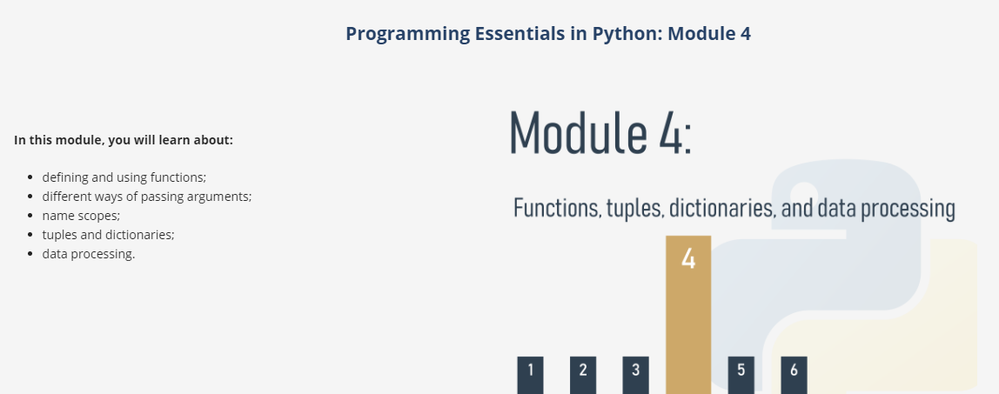 Programming Essentials in Python: Module 4
In this module, you will learn about:
defining and using functions;
different ways of passing arguments;
name scopes;
tuples and dictionaries;
data processing.
Module 4:
Functions, tuples, dictionaries, and data processing
4
1 2 3 5 6